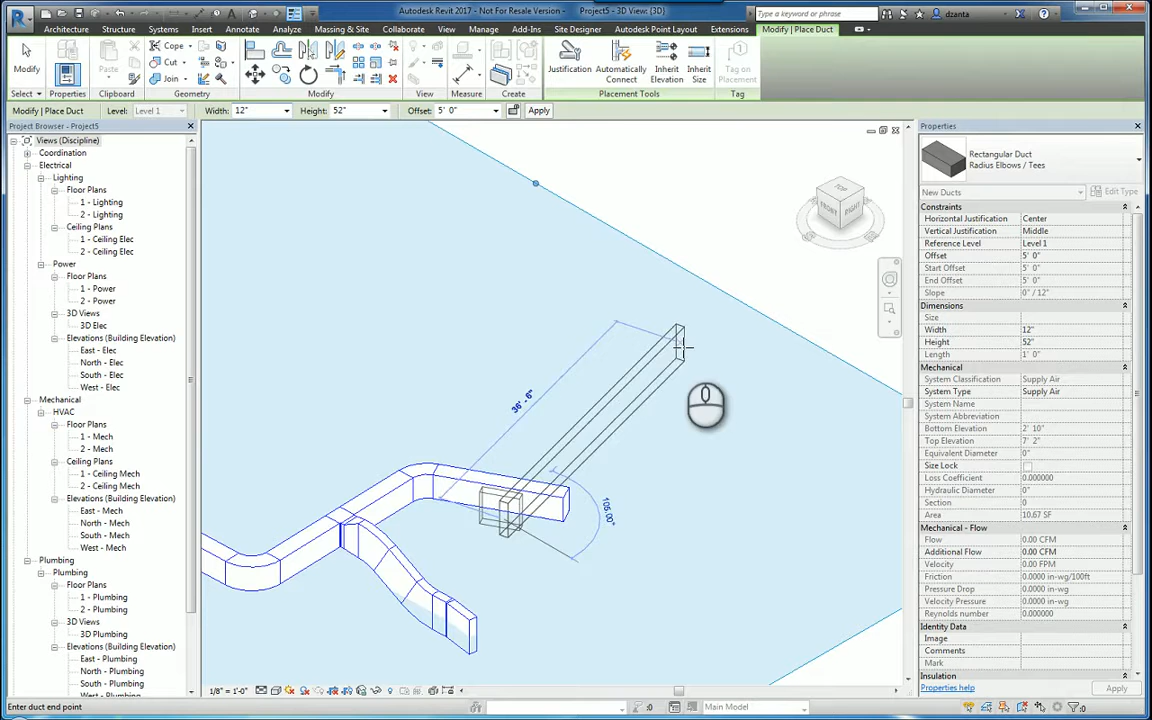 Autodesk Revit 2017 - Not For Resale Version - Project5 - 3D View: {3D}
Type a keyword or phrase
dzanta
Architecture Structure Systems Insert Annotate Analyze Massing & Site Collaborate View Manage Add-Ins Site Designer Autodesk Point Layout Extensions Modify | Place Duct
Modify
Properties
Paste
Cope
Cut
Join
Justification
Automatically Connect
Inherit Elevation
Inherit Size
Tag on Placement
Select Properties Clipboard Geometry Modify View Measure Create Placement Tools Tag
Modify | Place Duct Level: Level 1 Width: 12" Height: 52" Offset: 5' 0" Apply
Project Browser - Project5
Views (Discipline)
Coordination
Electrical
Lighting
Floor Plans
1 - Lighting
2 - Lighting
Ceiling Plans
1 - Ceiling Elec
2 - Ceiling Elec
Power
Floor Plans
1 - Power
2 - Power
3D Views
3D Elec
Elevations (Building Elevation)
East - Elec
North - Elec
South - Elec
West - Elec
Mechanical
HVAC
Floor Plans
1 - Mech
2 - Mech
Ceiling Plans
1 - Ceiling Mech
2 - Ceiling Mech
Elevations (Building Elevation)
East - Mech
North - Mech
South - Mech
West - Mech
Plumbing
Plumbing
Floor Plans
1 - Plumbing
2 - Plumbing
3D Views
3D Plumbing
Elevations (Building Elevation)
East - Plumbing
North - Plumbing
South - Plumbing
West - Plumbing
TOP
FRONT
RIGHT
36' - 6"
105.00°
1/8" = 1'-0"
Properties
Rectangular Duct
Radius Elbows / Tees
New Ducts Edit Type
Constraints
Horizontal Justification Center
Vertical Justification Middle
Reference Level Level 1
Offset 5' 0"
Start Offset 5' 0"
End Offset 5' 0"
Slope 0" / 12"
Dimensions
Size
Width 12"
Height 52"
Length 1' 0"
Mechanical
System Classification Supply Air
System Type Supply Air
System Name
System Abbreviation
Bottom Elevation 2' 10"
Top Elevation 7' 2"
Equivalent Diameter 0"
Size Lock
Loss Coefficient 0.000000
Hydraulic Diameter 0"
Section 0
Area 10.67 SF
Mechanical - Flow
Flow 0.00 CFM
Additional Flow 0.00 CFM
Velocity 0.00 FPM
Friction 0.0000 in-wg/100ft
Pressure Drop 0.0000 in-wg
Velocity Pressure 0.0000 in-wg
Reynolds number 0.000000
Identity Data
Image
Comments
Mark
Insulation
Properties help Apply
Enter duct end point
:0
Main Model
:0